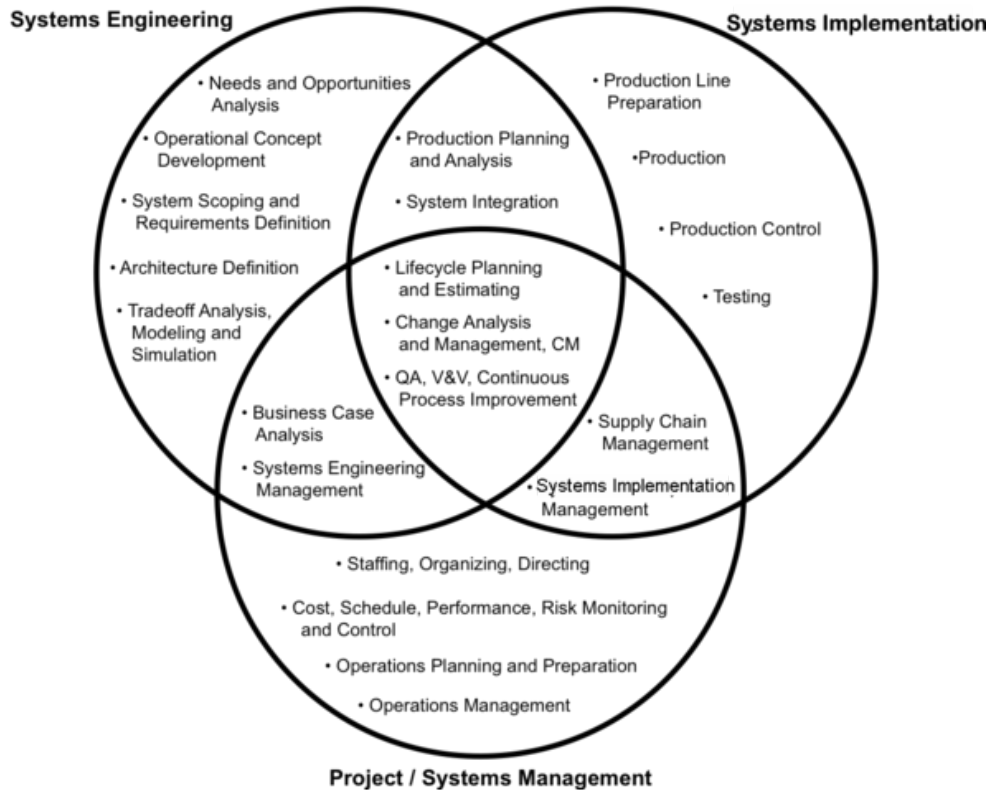 Systems Engineering
Systems Implementation
• Needs and Opportunities
Analysis
• Operational Concept
Development
• System Scoping and
Requirements Definition
• Architecture Definition
• Tradeoff Analysis,
Modeling and
Simulation
• Production Planning
and Analysis
• System Integration
• Production Line
Preparation
• Production
• Production Control
• Testing
• Lifecycle Planning
and Estimating
• Change Analysis
and Management, CM
• QA, V&V, Continuous
Process Improvement
• Business Case
Analysis
• Systems Engineering
Management
• Supply Chain
Management
• Systems Implementation
Management
• Staffing, Organizing, Directing
• Cost, Schedule, Performance, Risk Monitoring
and Control
• Operations Planning and Preparation
• Operations Management
Project / Systems Management